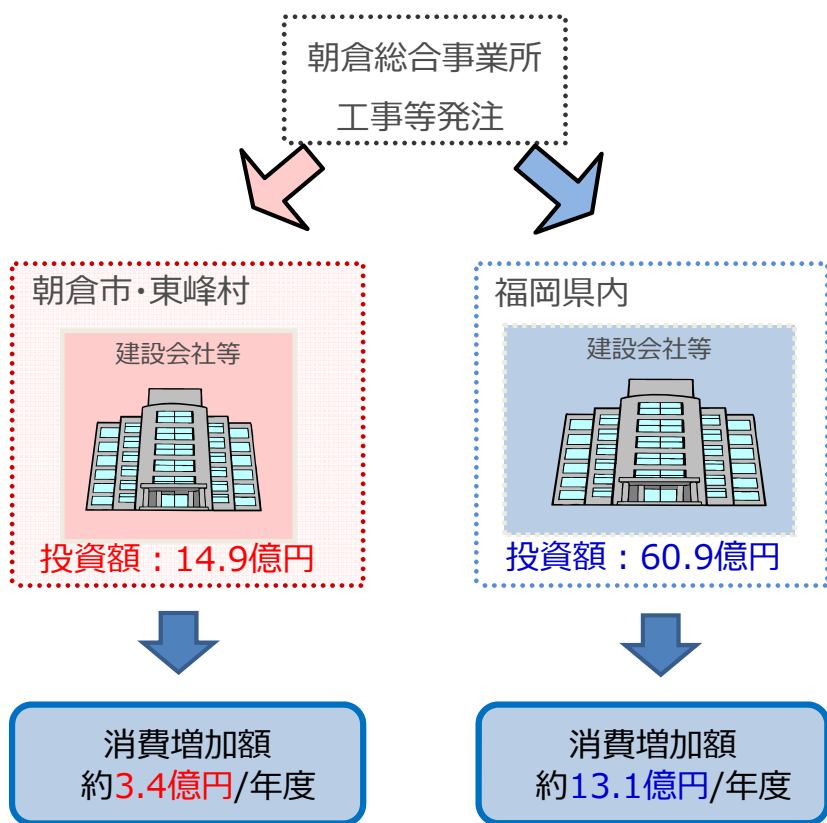 朝倉総合事業所
工事等発注
朝倉市・東峰村
建設会社等
投資額：14.9億円
消費増加額
約3.4億円/年度
福岡県内
建設会社等
投資額：60.9億円
消費増加額
約13.1億円/年度